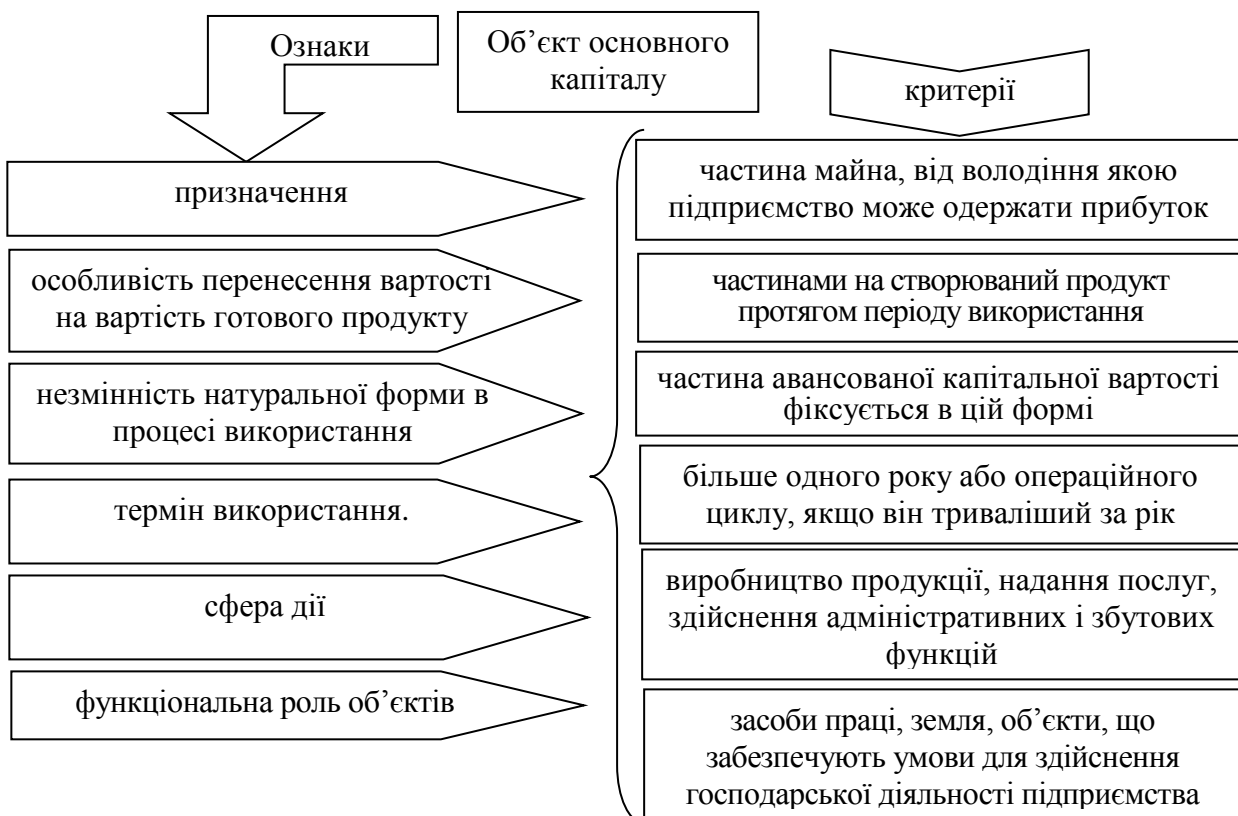 Ознаки
Об’єкт основного
капіталу
критерії
призначення
частина майна, від володіння якою
підприємство може одержати прибуток
особливість перенесення вартості
на вартість готового продукту
частинами на створюваний продукт
протягом періоду використання
незмінність натуральної форми в
процесі використання
частина авансованої капітальної вартості
фіксується в цій формі
термін використання.
більше одного року або операційного
циклу, якщо він триваліший за рік
сфера дії
виробництво продукції, надання послуг,
здійснення адміністративних і збутових
функцій
функціональна роль об’єктів
засоби праці, земля, об’єкти, що
забезпечують умови для здійснення
господарської діяльності підприємства